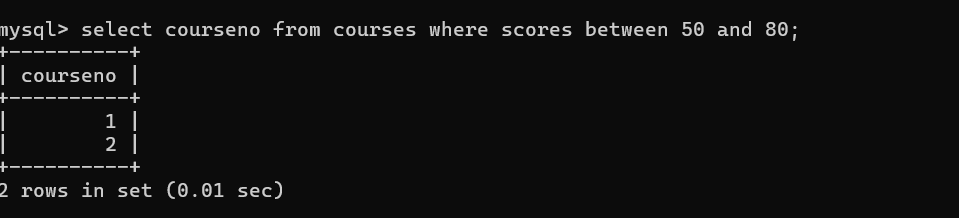 mysql> select courseno from courses where scores between 50 and 80;
+----------+
| courseno |
+----------+
|        1 |
|        2 |
+----------+
2 rows in set (0.01 sec)